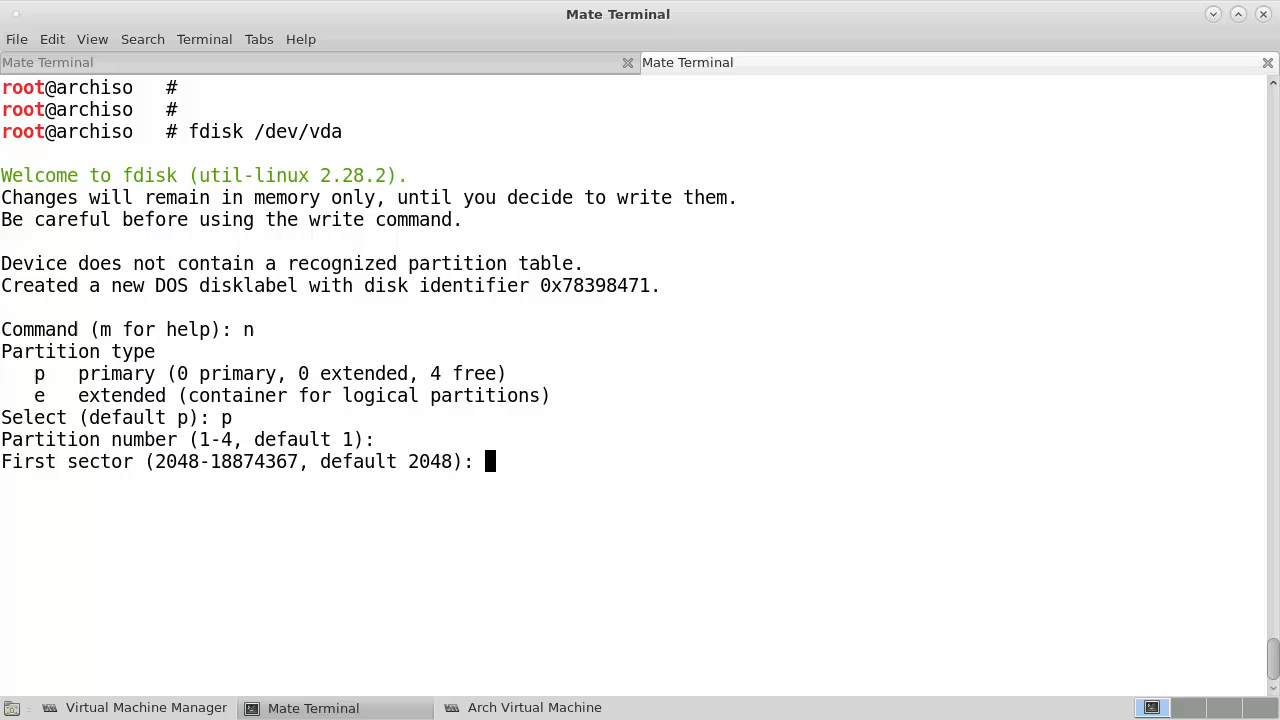 Mate Terminal
File Edit View Search Terminal Tabs Help
Mate Terminal Mate Terminal
root@archiso   #
root@archiso   #
root@archiso   # fdisk /dev/vda
Welcome to fdisk (util-linux 2.28.2).
Changes will remain in memory only, until you decide to write them.
Be careful before using the write command.
Device does not contain a recognized partition table.
Created a new DOS disklabel with disk identifier 0x78398471.
Command (m for help): n
Partition type
   p   primary (0 primary, 0 extended, 4 free)
   e   extended (container for logical partitions)
Select (default p): p
Partition number (1-4, default 1):
First sector (2048-18874367, default 2048):
Virtual Machine Manager Mate Terminal Arch Virtual Machine